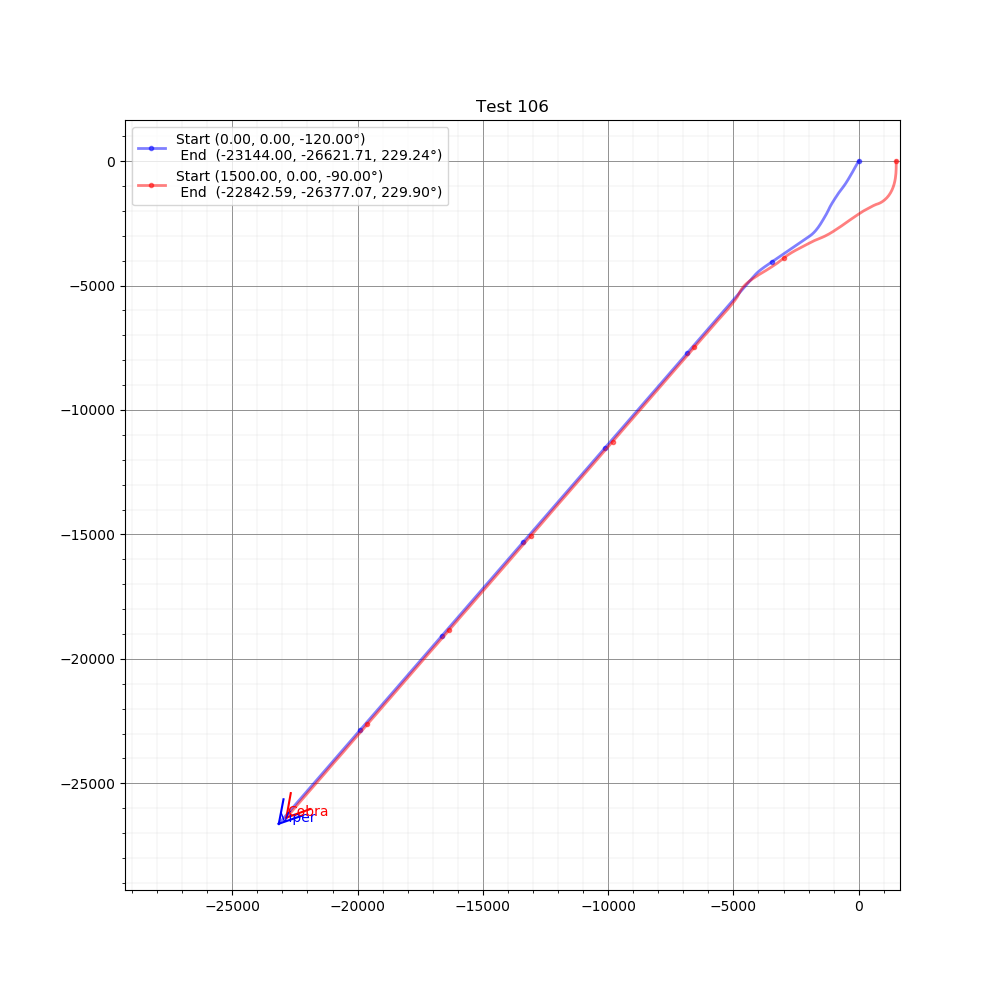 Test 106
Start (0.00, 0.00, -120.00°)
End (-23144.00, -26621.71, 229.24°)
Start (1500.00, 0.00, -90.00°)
End (-22842.59, -26377.07, 229.90°)
0
−5000
−10000
−15000
−20000
−25000
Cobra
Viper
−25000 −20000 −15000 −10000 −5000 0